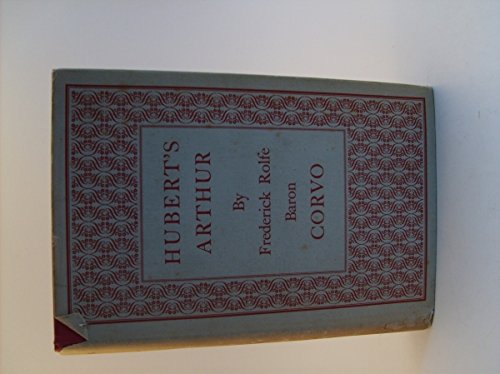 HUBERT'S
ARTHUR
By
Frederick Rolfe
Baron
CORVO